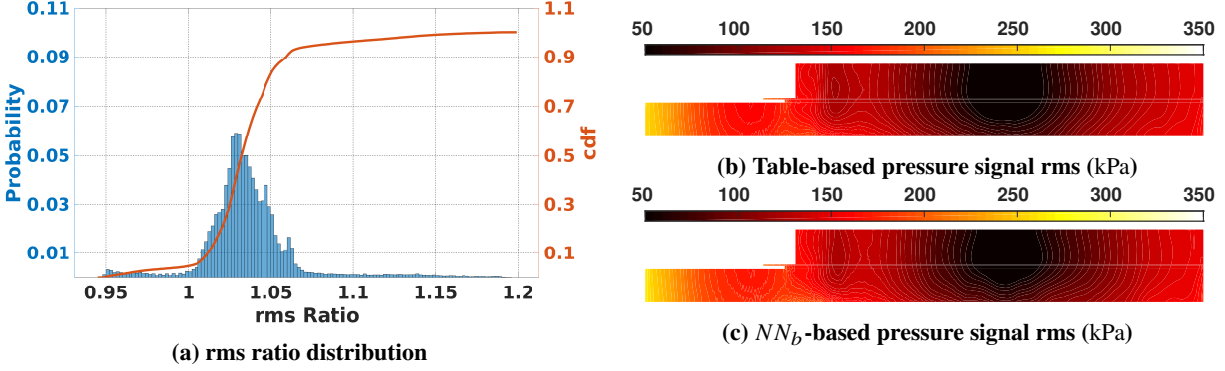 0.11
0.09
0.07
0.05
0.03
0.01
Probability
1.1
0.9
0.7
0.5
0.3
0.1
cdf
0.95 1 1.05 1.1 1.15 1.2
rms Ratio
(a) rms ratio distribution
50 100 150 200 250 300 350
(b) Table-based pressure signal rms (kPa)
50 100 150 200 250 300 350
(c) NN_b-based pressure signal rms (kPa)